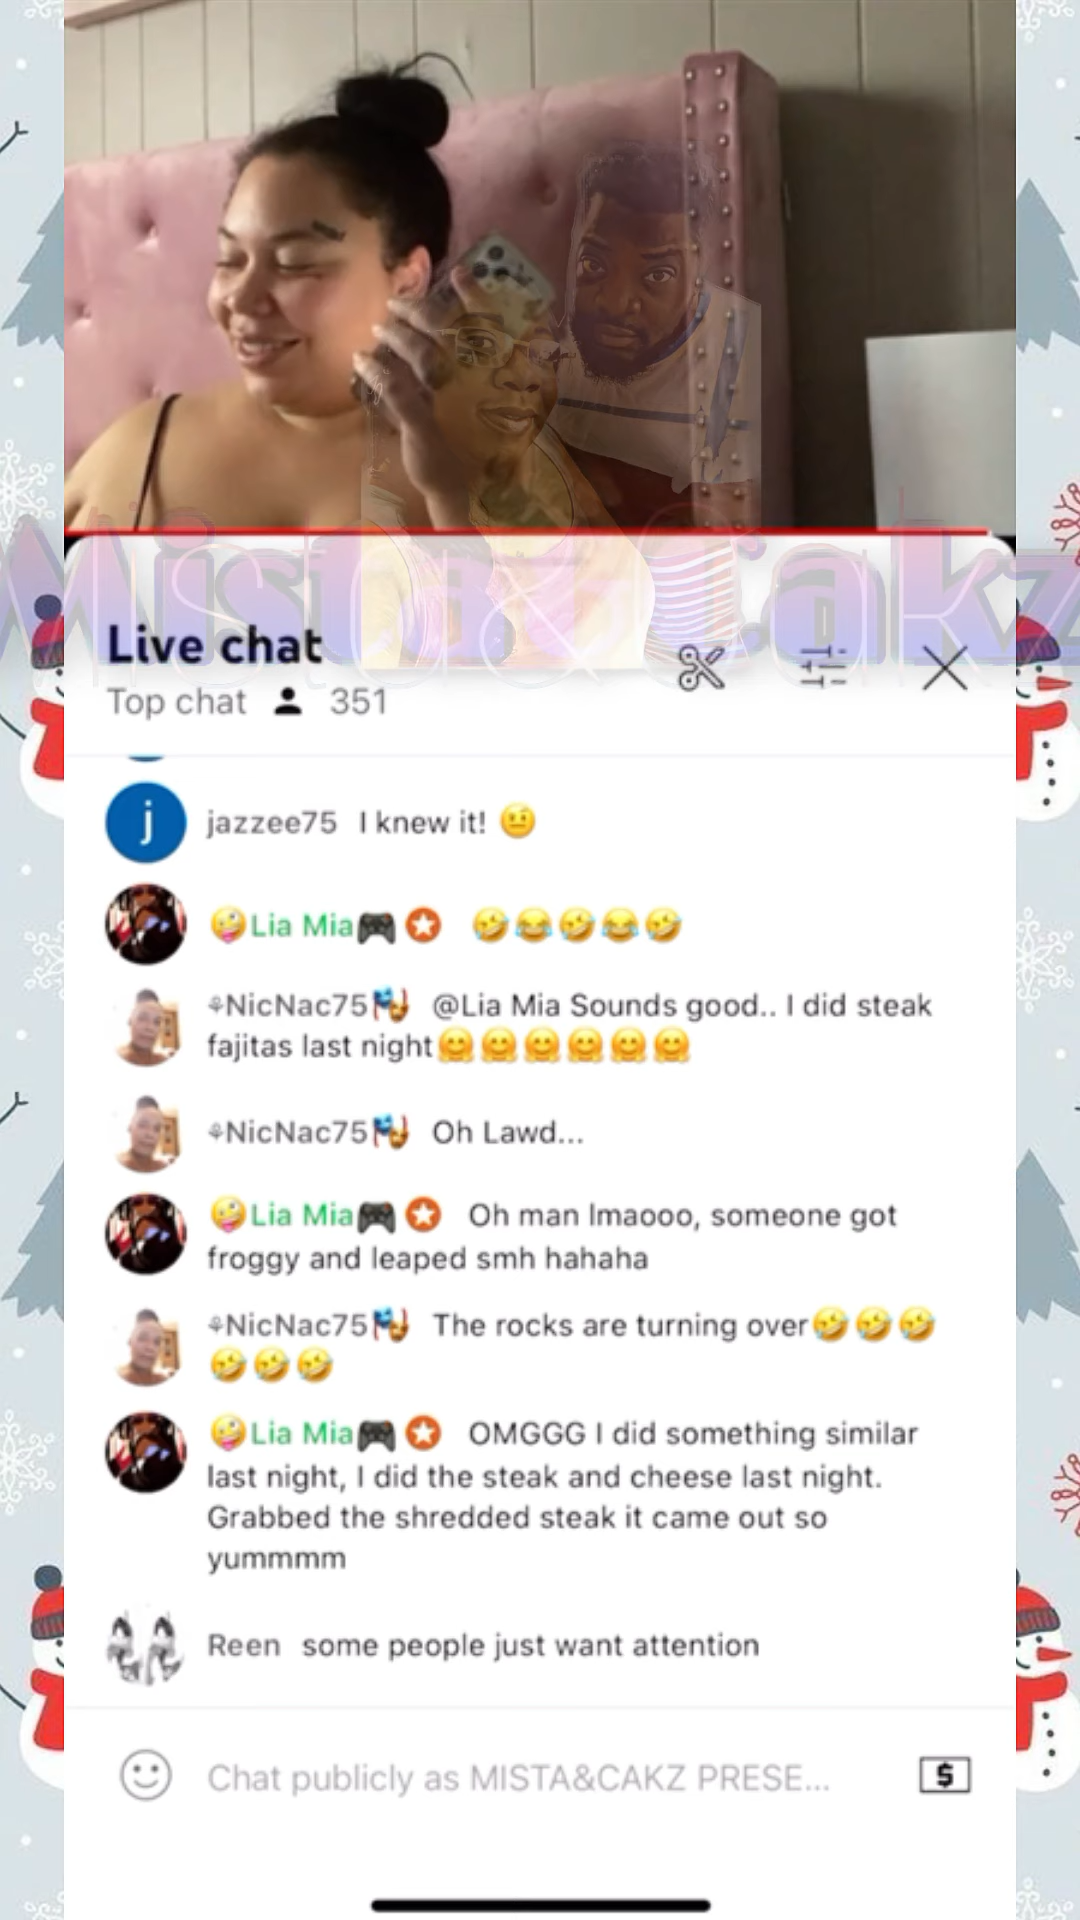 Mista & Cakz
Live chat
Top chat 351
j jazzee75 I knew it! 🤨
🤪Lia Mia🎮 🤣😂🤣😂🤣
⚘NicNac75🎭 @Lia Mia Sounds good.. I did steak
fajitas last night🤗🤗🤗🤗🤗🤗
⚘NicNac75🎭 Oh Lawd...
🤪Lia Mia🎮 Oh man lmaooo, someone got
froggy and leaped smh hahaha
⚘NicNac75🎭 The rocks are turning over🤣🤣🤣
🤣🤣🤣
🤪Lia Mia🎮 OMGGG I did something similar
last night, I did the steak and cheese last night.
Grabbed the shredded steak it came out so
yummmm
Reen some people just want attention
Chat publicly as MISTA&CAKZ PRESE... $